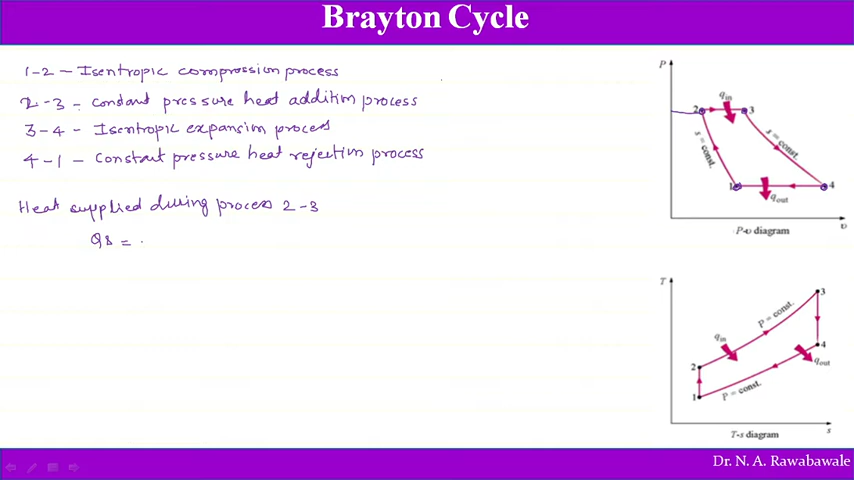 Brayton Cycle
1-2 - Isentropic compression process
2-3 - constant pressure heat addition process
3-4 - Isentropic expansion process
4-1 - Constant pressure heat rejection process
Heat supplied during process 2-3
Qs =
P
2
qin
3
s = const.
s = const.
1
4
qout
υ
P-υ diagram
T
3
P = const.
qin
4
2
qout
1
P = const.
s
T-s diagram
Dr. N. A. Rawabawale